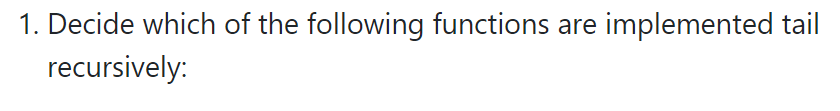 1. Decide which of the following functions are implemented tail
recursively: